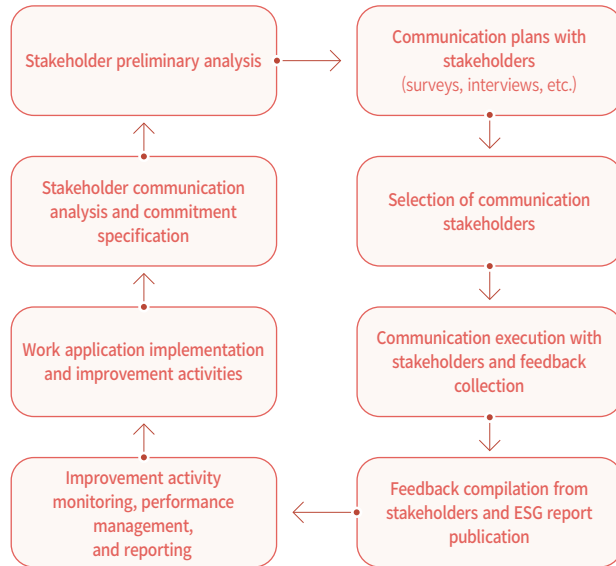 Stakeholder preliminary analysis
Communication plans with
stakeholders
(surveys, interviews, etc.)
Stakeholder communication
analysis and commitment
specification
Selection of communication
stakeholders
Work application implementation
and improvement activities
Communication execution with
stakeholders and feedback
collection
Improvement activity
monitoring, performance
management,
and reporting
Feedback compilation from
stakeholders and ESG report
publication